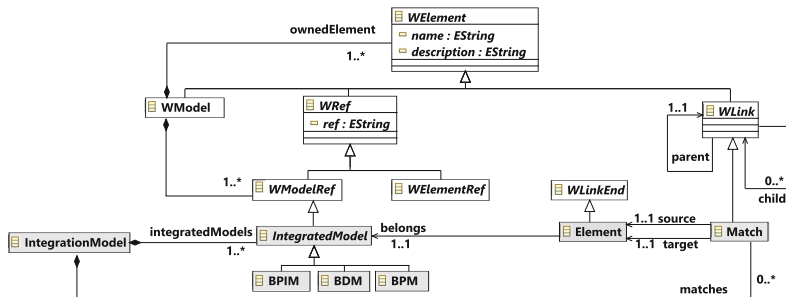 WElement
ownedElement
name : EString
1..*
description : EString
WModel
WRef
ref : EString
1..1
WLink
parent
1..*
WModelRef
WElementRef
WLinkEnd
0..*
child
IntegrationModel
integratedModels
1..*
IntegratedModel
belongs
1..1
Element
1..1 source
1..1 target
Match
BPIM
BDM
BPM
0..*
matches